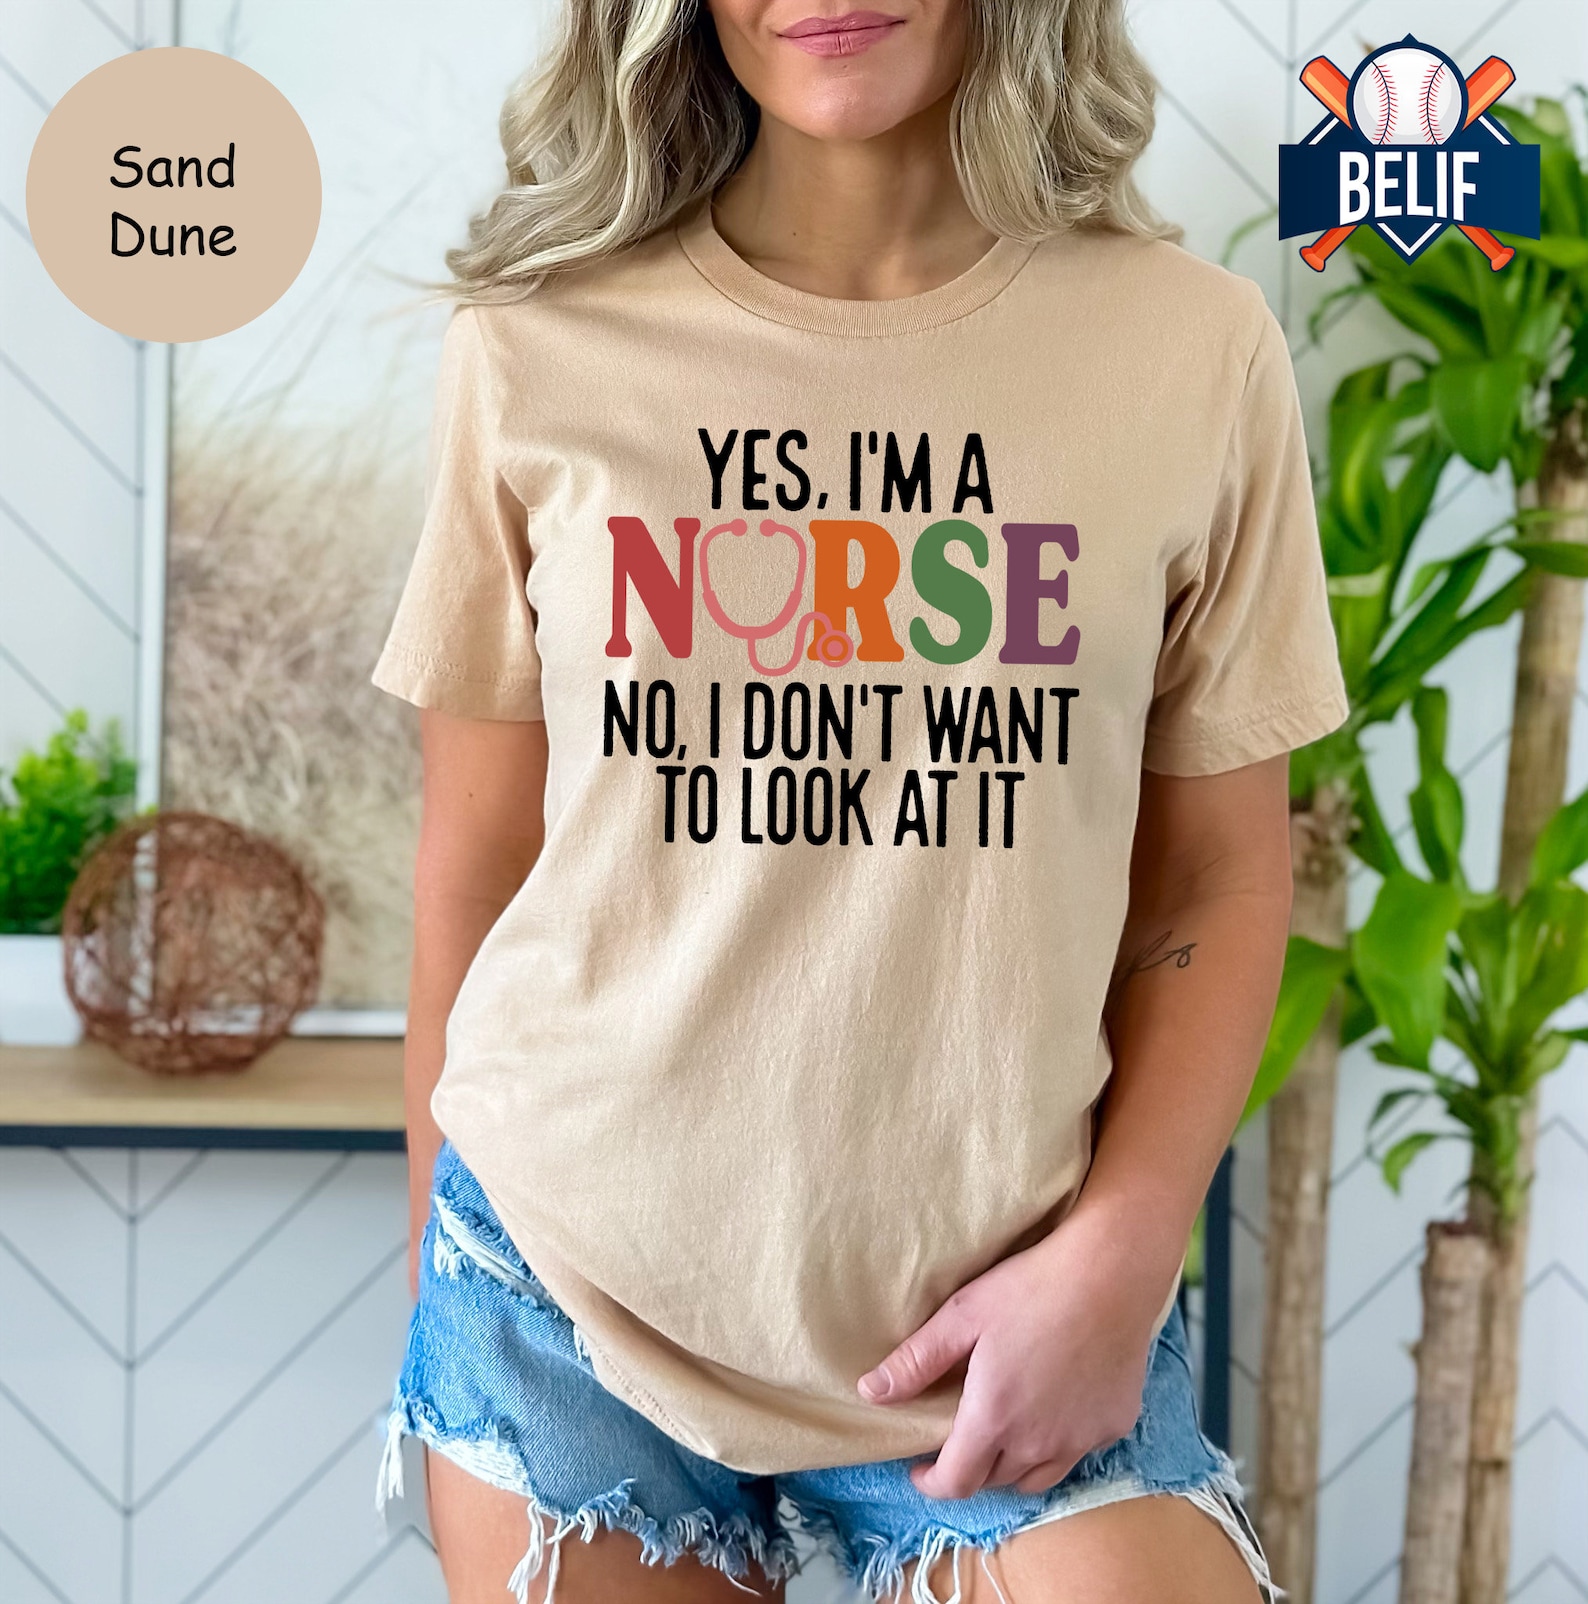 Sand
Dune
BELIF
YES, I'M A
NURSE
NO, I DON'T WANT
TO LOOK AT IT